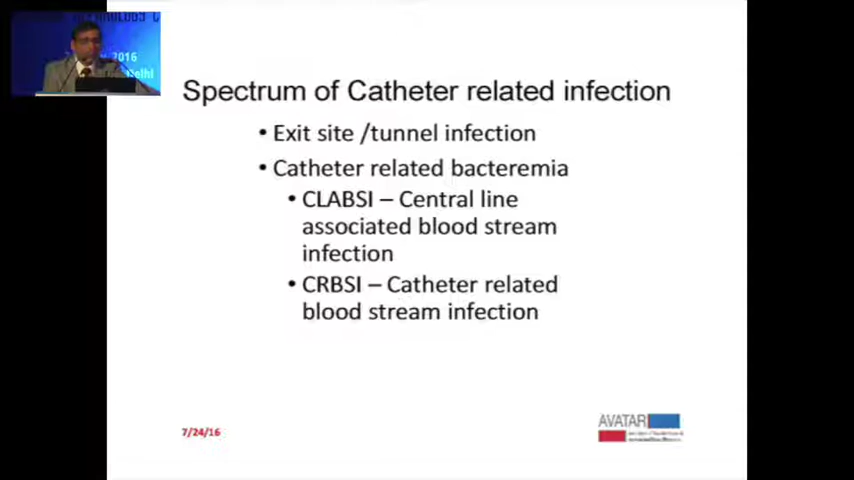 TECHNOLOGY C
2016
Delhi
Spectrum of Catheter related infection
• Exit site /tunnel infection
• Catheter related bacteremia
• CLABSI – Central line
associated blood stream
infection
• CRBSI – Catheter related
blood stream infection
7/24/16
AVATAR